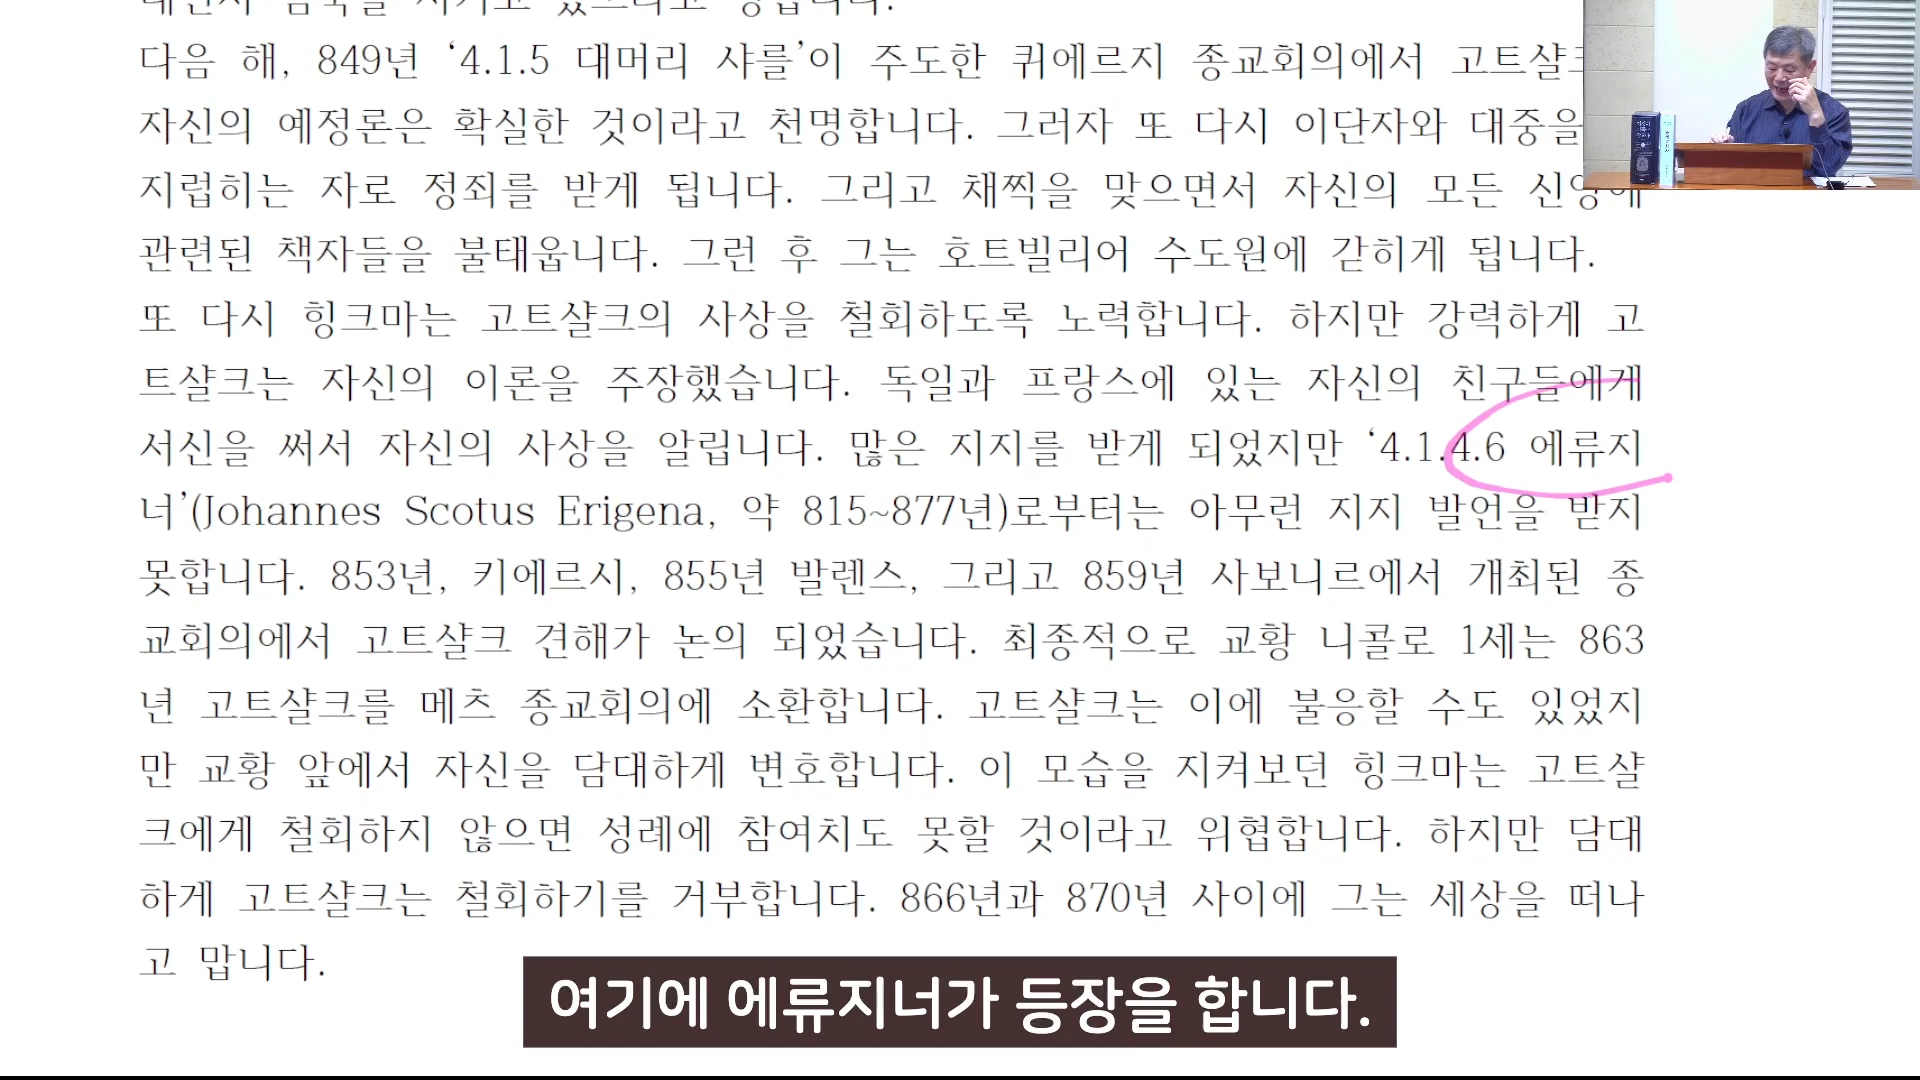 다음 해, 849년 ‘4.1.5 대머리 샤를’이 주도한 퀴에르지 종교회의에서 고트샬
자신의 예정론은 확실한 것이라고 천명합니다. 그러자 또 다시 이단자와 대중을
지럽히는 자로 정죄를 받게 됩니다. 그리고 채찍을 맞으면서 자신의 모든
관련된 책자들을 불태웁니다. 그런 후 그는 호트빌리어 수도원에 갇히게 됩니다.
또 다시 힝크마는 고트샬크의 사상을 철회하도록 노력합니다. 하지만 강력하게 고
트샬크는 자신의 이론을 주장했습니다. 독일과 프랑스에 있는 자신의 친구들에게
서신을 써서 자신의 사상을 알립니다. 많은 지지를 받게 되었지만 ‘4.1.4.6 에류지
너’(Johannes Scotus Erigena, 약 815~877년)로부터는 아무런 지지 발언을 받지
못합니다. 853년, 키에르시, 855년 발렌스, 그리고 859년 사보니르에서 개최된 종
교회의에서 고트샬크 견해가 논의 되었습니다. 최종적으로 교황 니콜로 1세는 863
년 고트샬크를 메츠 종교회의에 소환합니다. 고트샬크는 이에 불응할 수도 있었지
만 교황 앞에서 자신을 담대하게 변호합니다. 이 모습을 지켜보던 힝크마는 고트샬
크에게 철회하지 않으면 성례에 참여치도 못할 것이라고 위협합니다. 하지만 담대
하게 고트샬크는 철회하기를 거부합니다. 866년과 870년 사이에 그는 세상을 떠나
고 맙니다.
여기에 에류지너가 등장을 합니다.